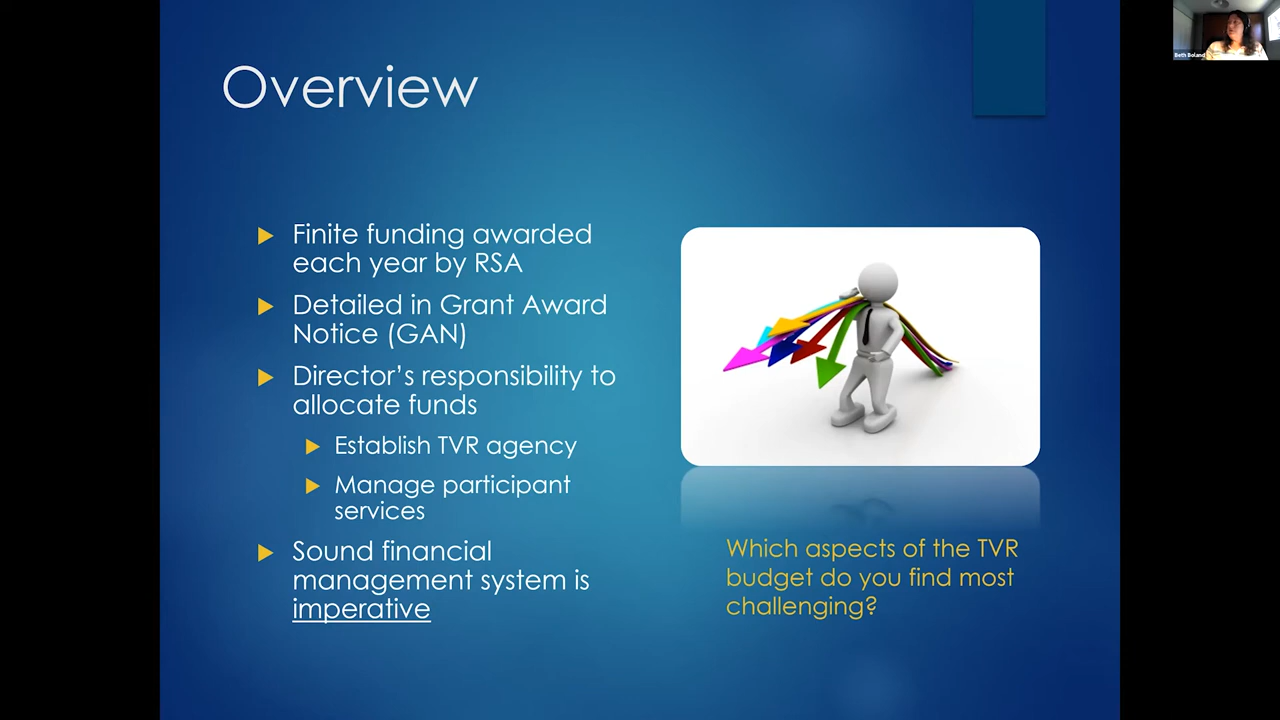 Overview
Finite funding awarded
each year by RSA
Detailed in Grant Award
Notice (GAN)
Director’s responsibility to
allocate funds
Establish TVR agency
Manage participant
services
Sound financial
management system is
imperative
Which aspects of the TVR
budget do you find most
challenging?
Beth Boland